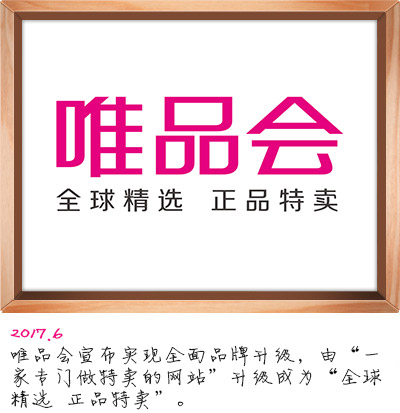 唯品会
全球精选 正品特卖
2017.6
唯品会宣布实现全面品牌升级，由“一
家专门做特卖的网站”升级成为“全球
精选 正品特卖”。